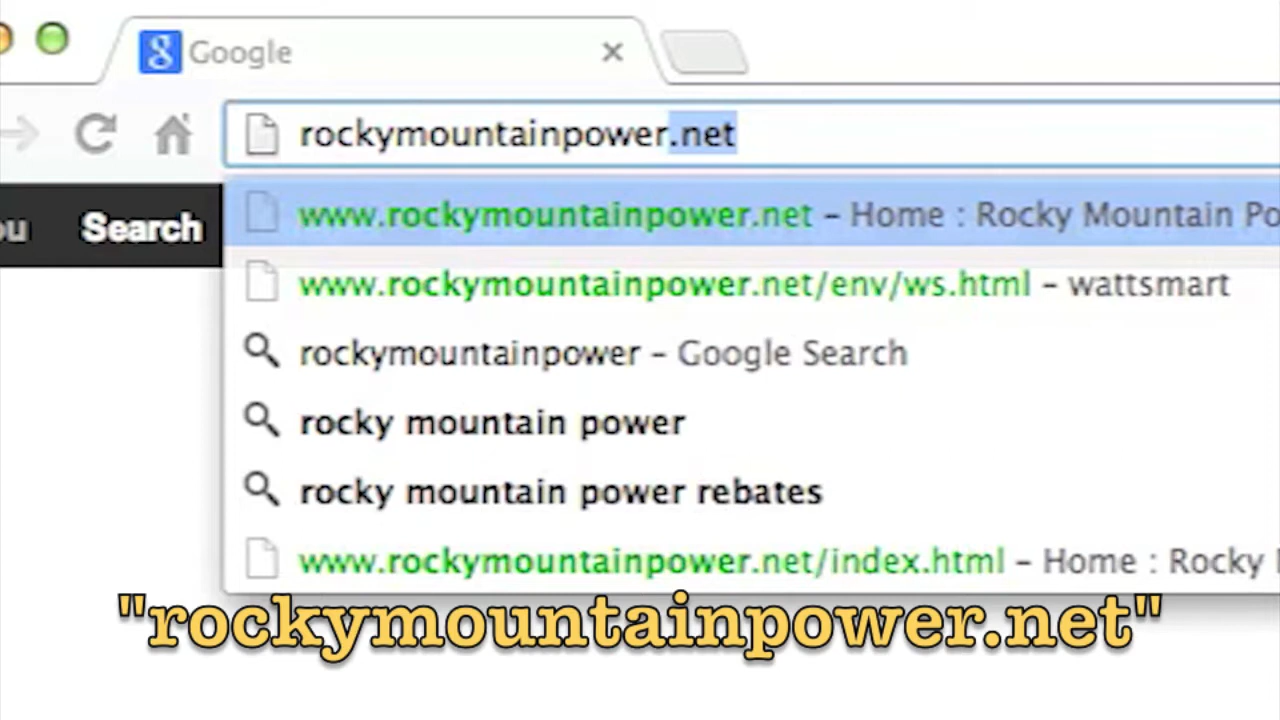 Google
rockymountainpower.net
Search
www.rockymountainpower.net – Home : Rocky Mountain
www.rockymountainpower.net/env/ws.html – wattsmart
rockymountainpower – Google Search
rocky mountain power
rocky mountain power rebates
www.rockymountainpower.net/index.html – Home : Rocky
"rockymountainpower.net"